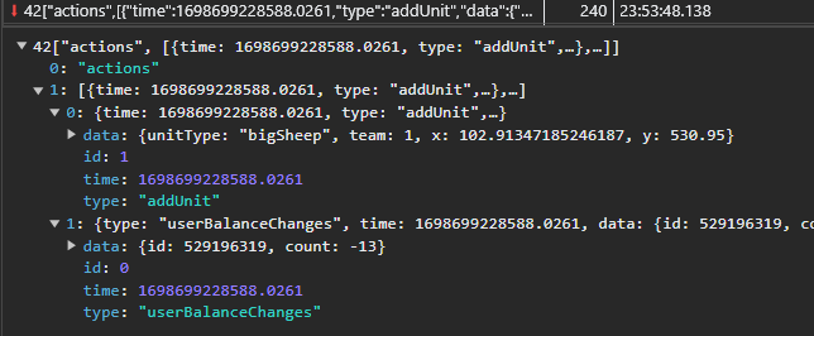 42["actions",[{"time":1698699228588.0261,"type":"addUnit","data":{"... 240 23:53:48.138
42["actions", [{time: 1698699228588.0261, type: "addUnit",…},…]]
0: "actions"
1: [{time: 1698699228588.0261, type: "addUnit",…},…]
0: {time: 1698699228588.0261, type: "addUnit",…}
data: {unitType: "bigSheep", team: 1, x: 102.91347185246187, y: 530.95}
id: 1
time: 1698699228588.0261
type: "addUnit"
1: {type: "userBalanceChanges", time: 1698699228588.0261, data: {id: 529196319, co
data: {id: 529196319, count: -13}
id: 0
time: 1698699228588.0261
type: "userBalanceChanges"